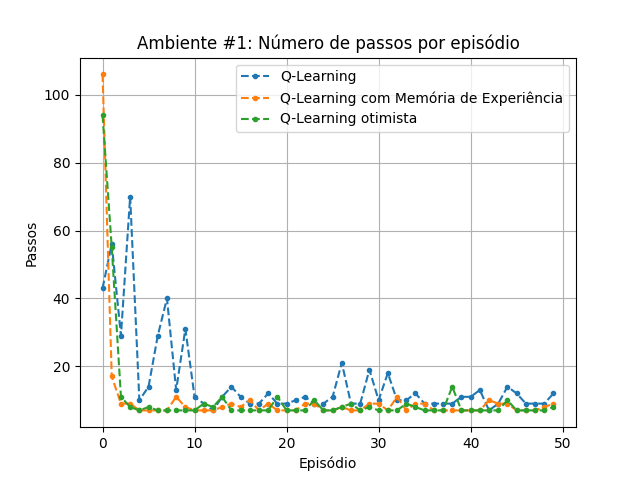 Ambiente #1: Número de passos por episódio
Q-Learning
Q-Learning com Memória de Experiência
Q-Learning otimista
100
80
60
40
20
Passos
0
10
20
30
40
50
Episódio